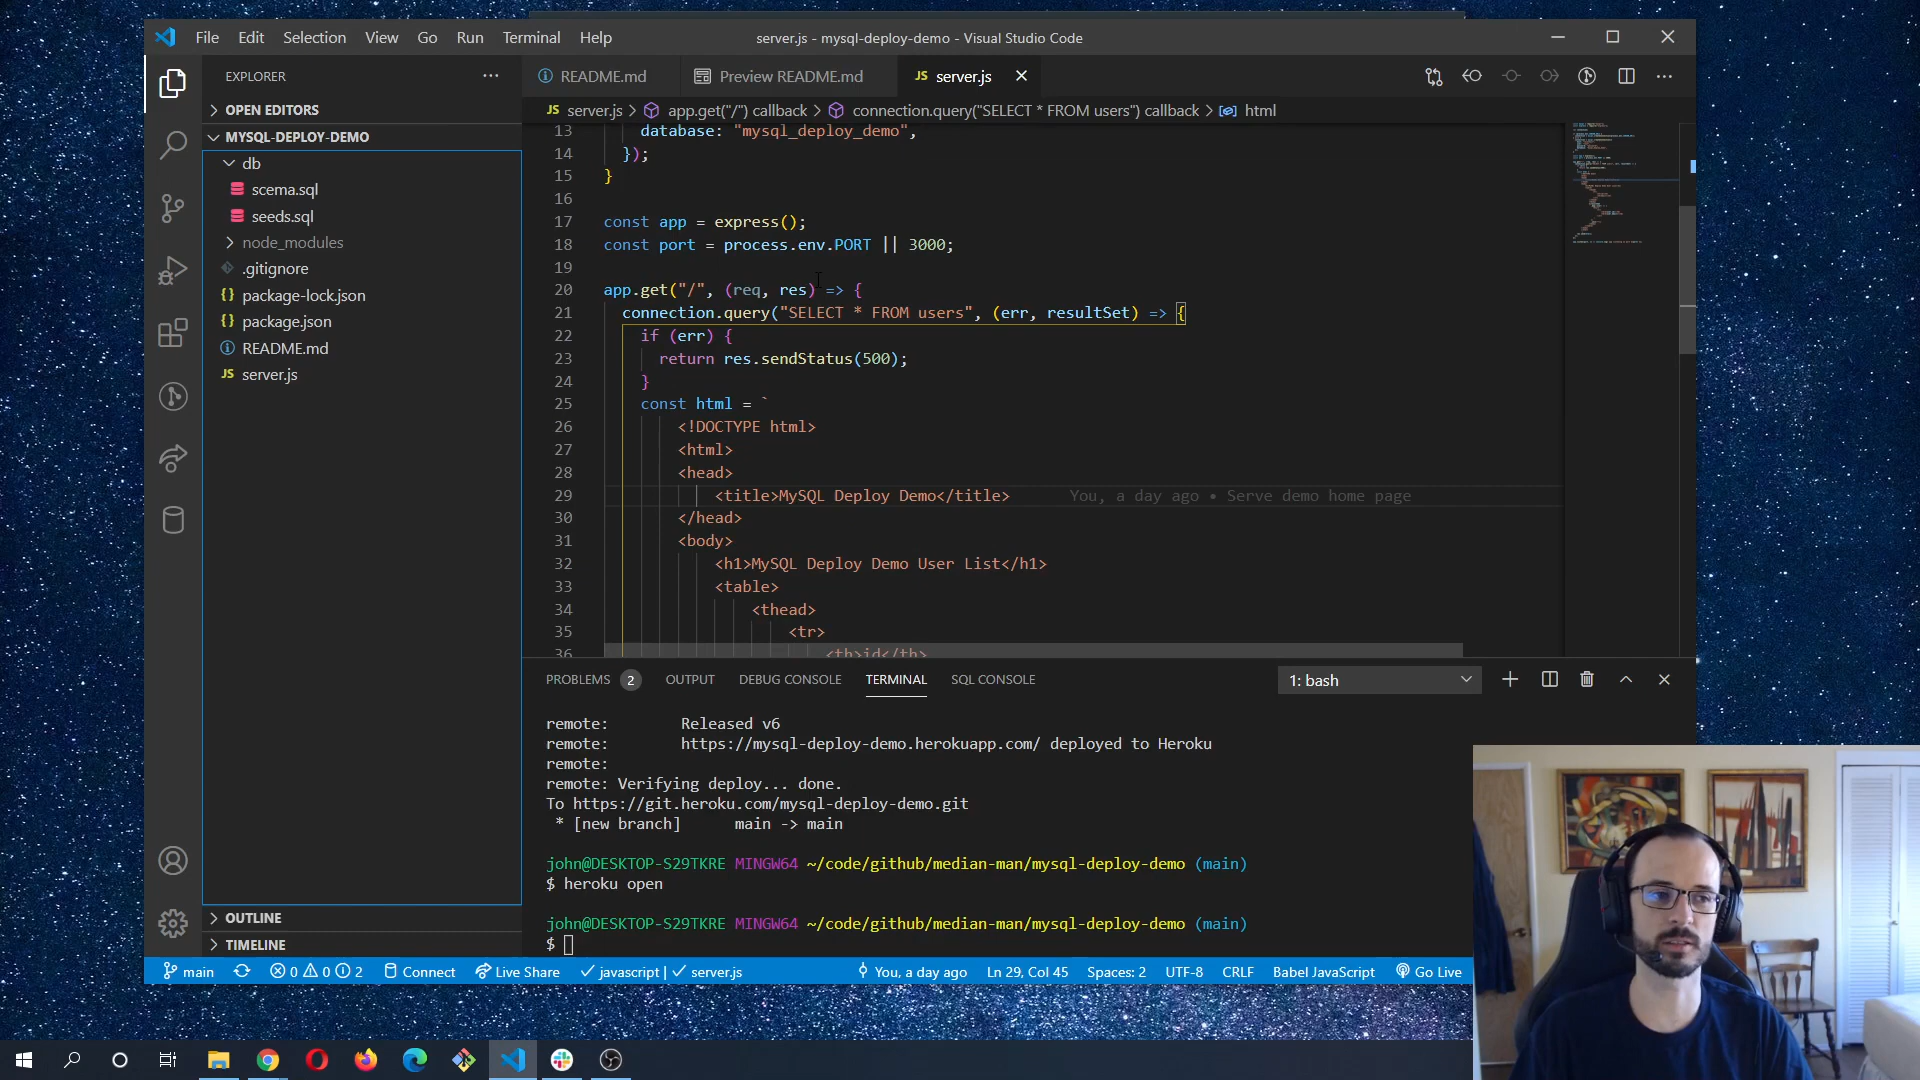 File Edit Selection View Go Run Terminal Help
server.js - mysql-deploy-demo - Visual Studio Code
EXPLORER
OPEN EDITORS
MYSQL-DEPLOY-DEMO
db
scema.sql
seeds.sql
node_modules
.gitignore
package-lock.json
package.json
README.md
JS server.js
OUTLINE
TIMELINE
README.md Preview README.md JS server.js
JS server.js > app.get("/") callback > connection.query("SELECT * FROM users") callback > html
13 database: "mysql_deploy_demo",
14 });
15 }
16
17 const app = express();
18 const port = process.env.PORT || 3000;
19
20 app.get("/", (req, res) => {
21 connection.query("SELECT * FROM users", (err, resultSet) => {
22 if (err) {
23 return res.sendStatus(500);
24 }
25 const html = `
26 <!DOCTYPE html>
27 <html>
28 <head>
29 <title>MySQL Deploy Demo</title> You, a day ago • Serve demo home page
30 </head>
31 <body>
32 <h1>MySQL Deploy Demo User List</h1>
33 <table>
34 <thead>
35 <tr>
36 <th>id</th>
PROBLEMS 2 OUTPUT DEBUG CONSOLE TERMINAL SQL CONSOLE 1: bash
remote: Released v6
remote: https://mysql-deploy-demo.herokuapp.com/ deployed to Heroku
remote:
remote: Verifying deploy... done.
To https://git.heroku.com/mysql-deploy-demo.git
* [new branch] main -> main
john@DESKTOP-S29TKRE MINGW64 ~/code/github/median-man/mysql-deploy-demo (main)
$ heroku open
john@DESKTOP-S29TKRE MINGW64 ~/code/github/median-man/mysql-deploy-demo (main)
$
main 0 0 2 Connect Live Share javascript | server.js You, a day ago Ln 29, Col 45 Spaces: 2 UTF-8 CRLF Babel JavaScript Go Live